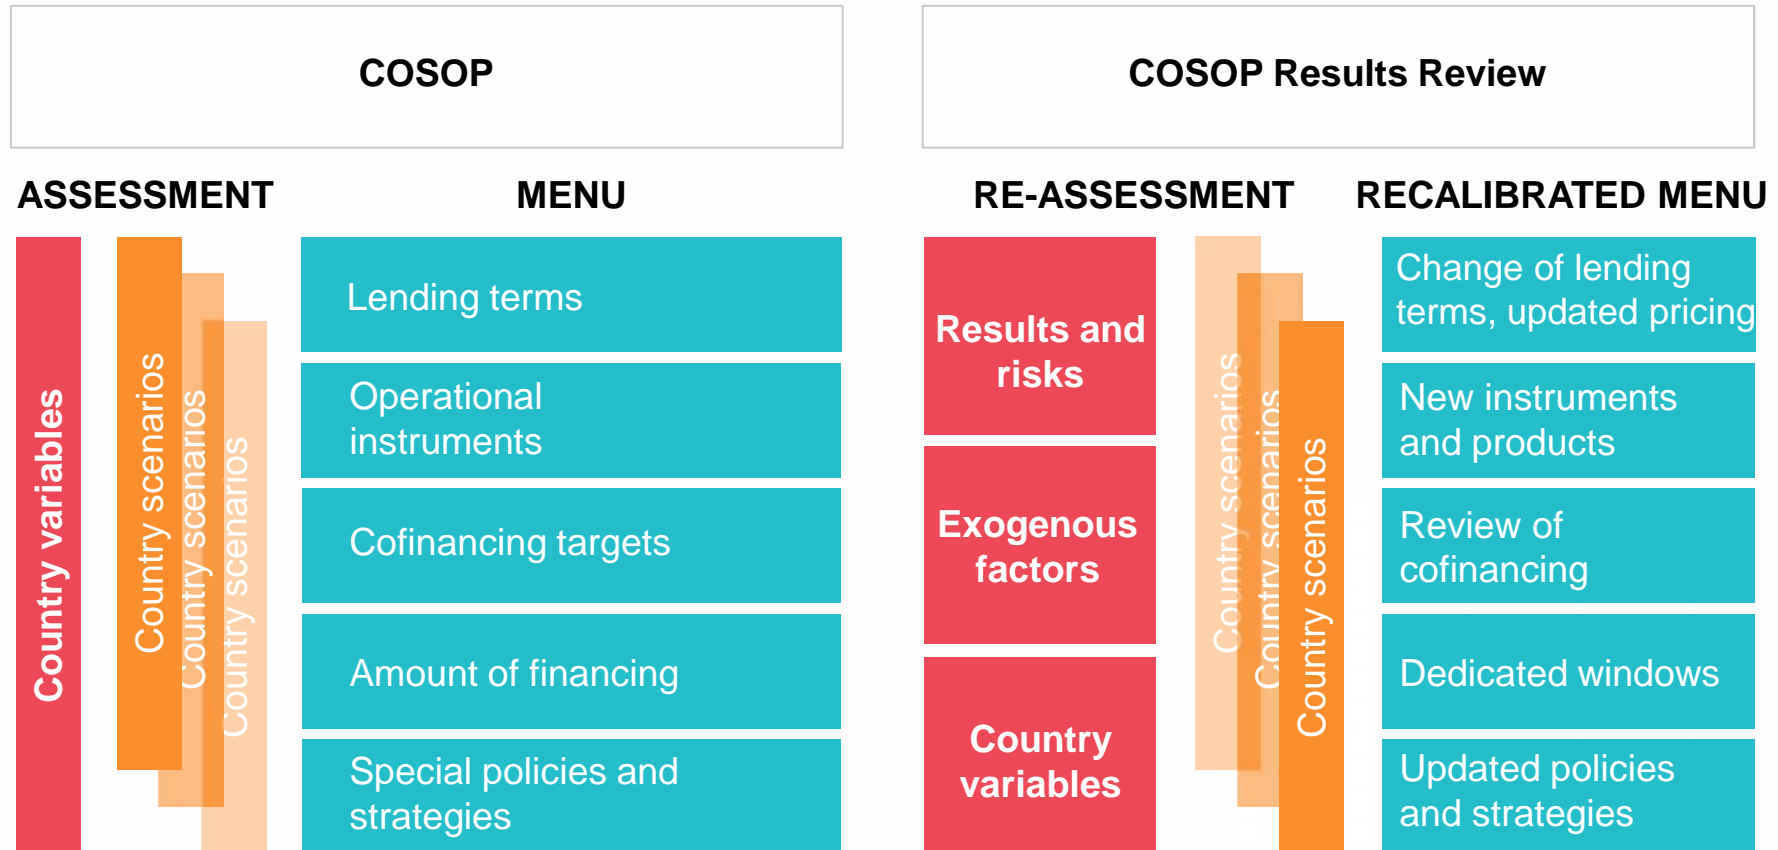 COSOP
ASSESSMENT
MENU
Country variables
Country scenarios
Country scenarios
Country scenarios
Lending terms
Operational
instruments
Cofinancing targets
Amount of financing
Special policies and
strategies
COSOP Results Review
RE-ASSESSMENT
RECALIBRATED MENU
Results and
risks
Exogenous
factors
Country
variables
Country scenarios
Country scenarios
Country scenarios
Change of lending
terms, updated pricing
New instruments
and products
Review of
cofinancing
Dedicated windows
Updated policies
and strategies